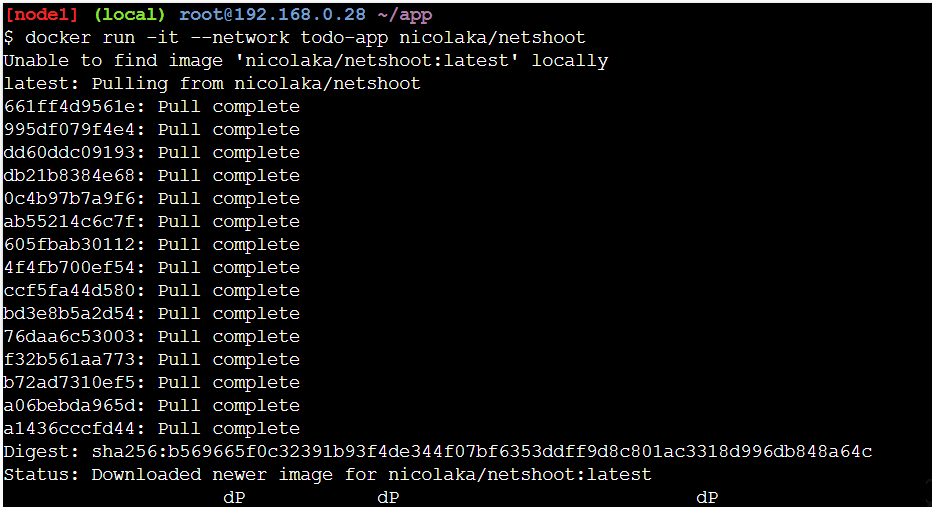 [node1] (local) root@192.168.0.28 ~/app
$ docker run -it --network todo-app nicolaka/netshoot
Unable to find image 'nicolaka/netshoot:latest' locally
latest: Pulling from nicolaka/netshoot
661ff4d9561e: Pull complete
995df079f4e4: Pull complete
dd60ddc09193: Pull complete
db21b8384e68: Pull complete
0c4b97b7a9f6: Pull complete
ab55214c6c7f: Pull complete
605fbab30112: Pull complete
4f4fb700ef54: Pull complete
ccf5fa44d580: Pull complete
bd3e8b5a2d54: Pull complete
76daa6c53003: Pull complete
f32b561aa773: Pull complete
b72ad7310ef5: Pull complete
a06bebda965d: Pull complete
a1436cccfd44: Pull complete
Digest: sha256:b569665f0c32391b93f4de344f07bf6353ddff9d8c801ac3318d996db848a64c
Status: Downloaded newer image for nicolaka/netshoot:latest
dP dP dP